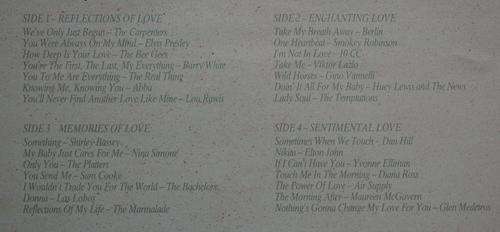 SIDE 1 – REFLECTIONS OF LOVE
We've Only Just Begun – The Carpenters
You Were Always On My Mind – Elvis Presley
How Deep Is Your Love – The Bee Gees
You're The First, The Last, My Everything – Barry White
You To Me Are Everything – The Real Thing
Knowing Me, Knowing You – Abba
You'll Never Find Another Love Like Mine – Lou Rawls
SIDE 2 – ENCHANTING LOVE
Take My Breath Away – Berlin
One Heartbeat – Smokey Robinson
I'm Not In Love – 10 CC
Take Me – Viktor Lazlo
Wild Horses – Gino Vannelli
Doin' It All For My Baby – Huey Lewis and The News
Lady Soul – The Temptations
SIDE 3 – MEMORIES OF LOVE
Something – Shirley Bassey
My Baby Just Cares For Me – Nina Simone
Only You – The Platters
You Send Me – Sam Cooke
I Wouldn't Trade You For The World – The Bachelors
Donna – Los Lobos
Reflections Of My Life – The Marmalade
SIDE 4 – SENTIMENTAL LOVE
Sometimes When We Touch – Dan Hill
Nikita – Elton John
If I Can't Have You – Yvonne Elliman
Touch Me In The Morning – Diana Ross
The Power Of Love – Air Supply
The Morning After – Maureen McGovern
Nothing's Gonna Change My Love For You – Glen Medeiros